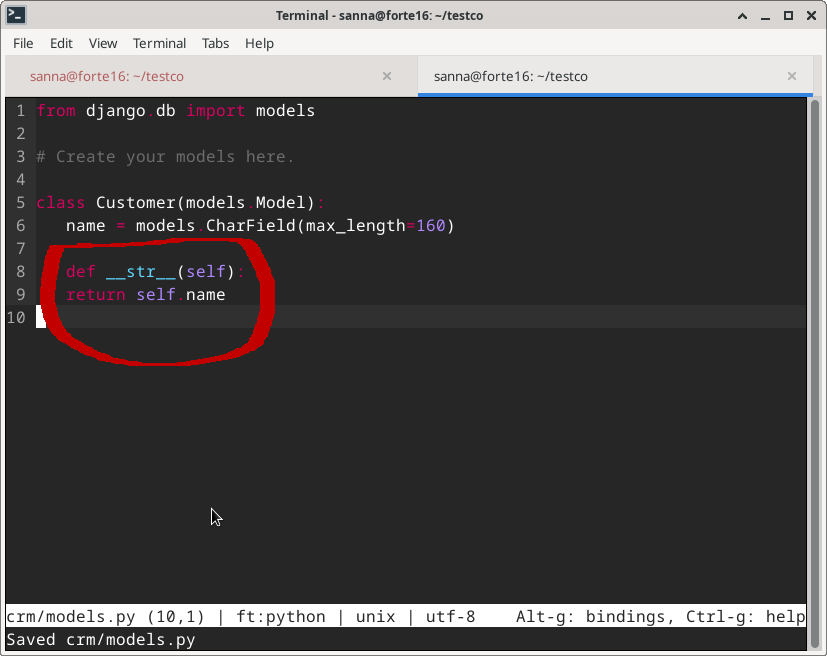 Terminal - sanna@forte16: ~/testco
File Edit View Terminal Tabs Help
sanna@forte16: ~/testco sanna@forte16: ~/testco
1 from django.db import models
2
3 # Create your models here.
4
5 class Customer(models.Model):
6    name = models.CharField(max_length=160)
7
8    def __str__(self):
9    return self.name
10
crm/models.py (10,1) | ft:python | unix | utf-8    Alt-g: bindings, Ctrl-g: help
Saved crm/models.py